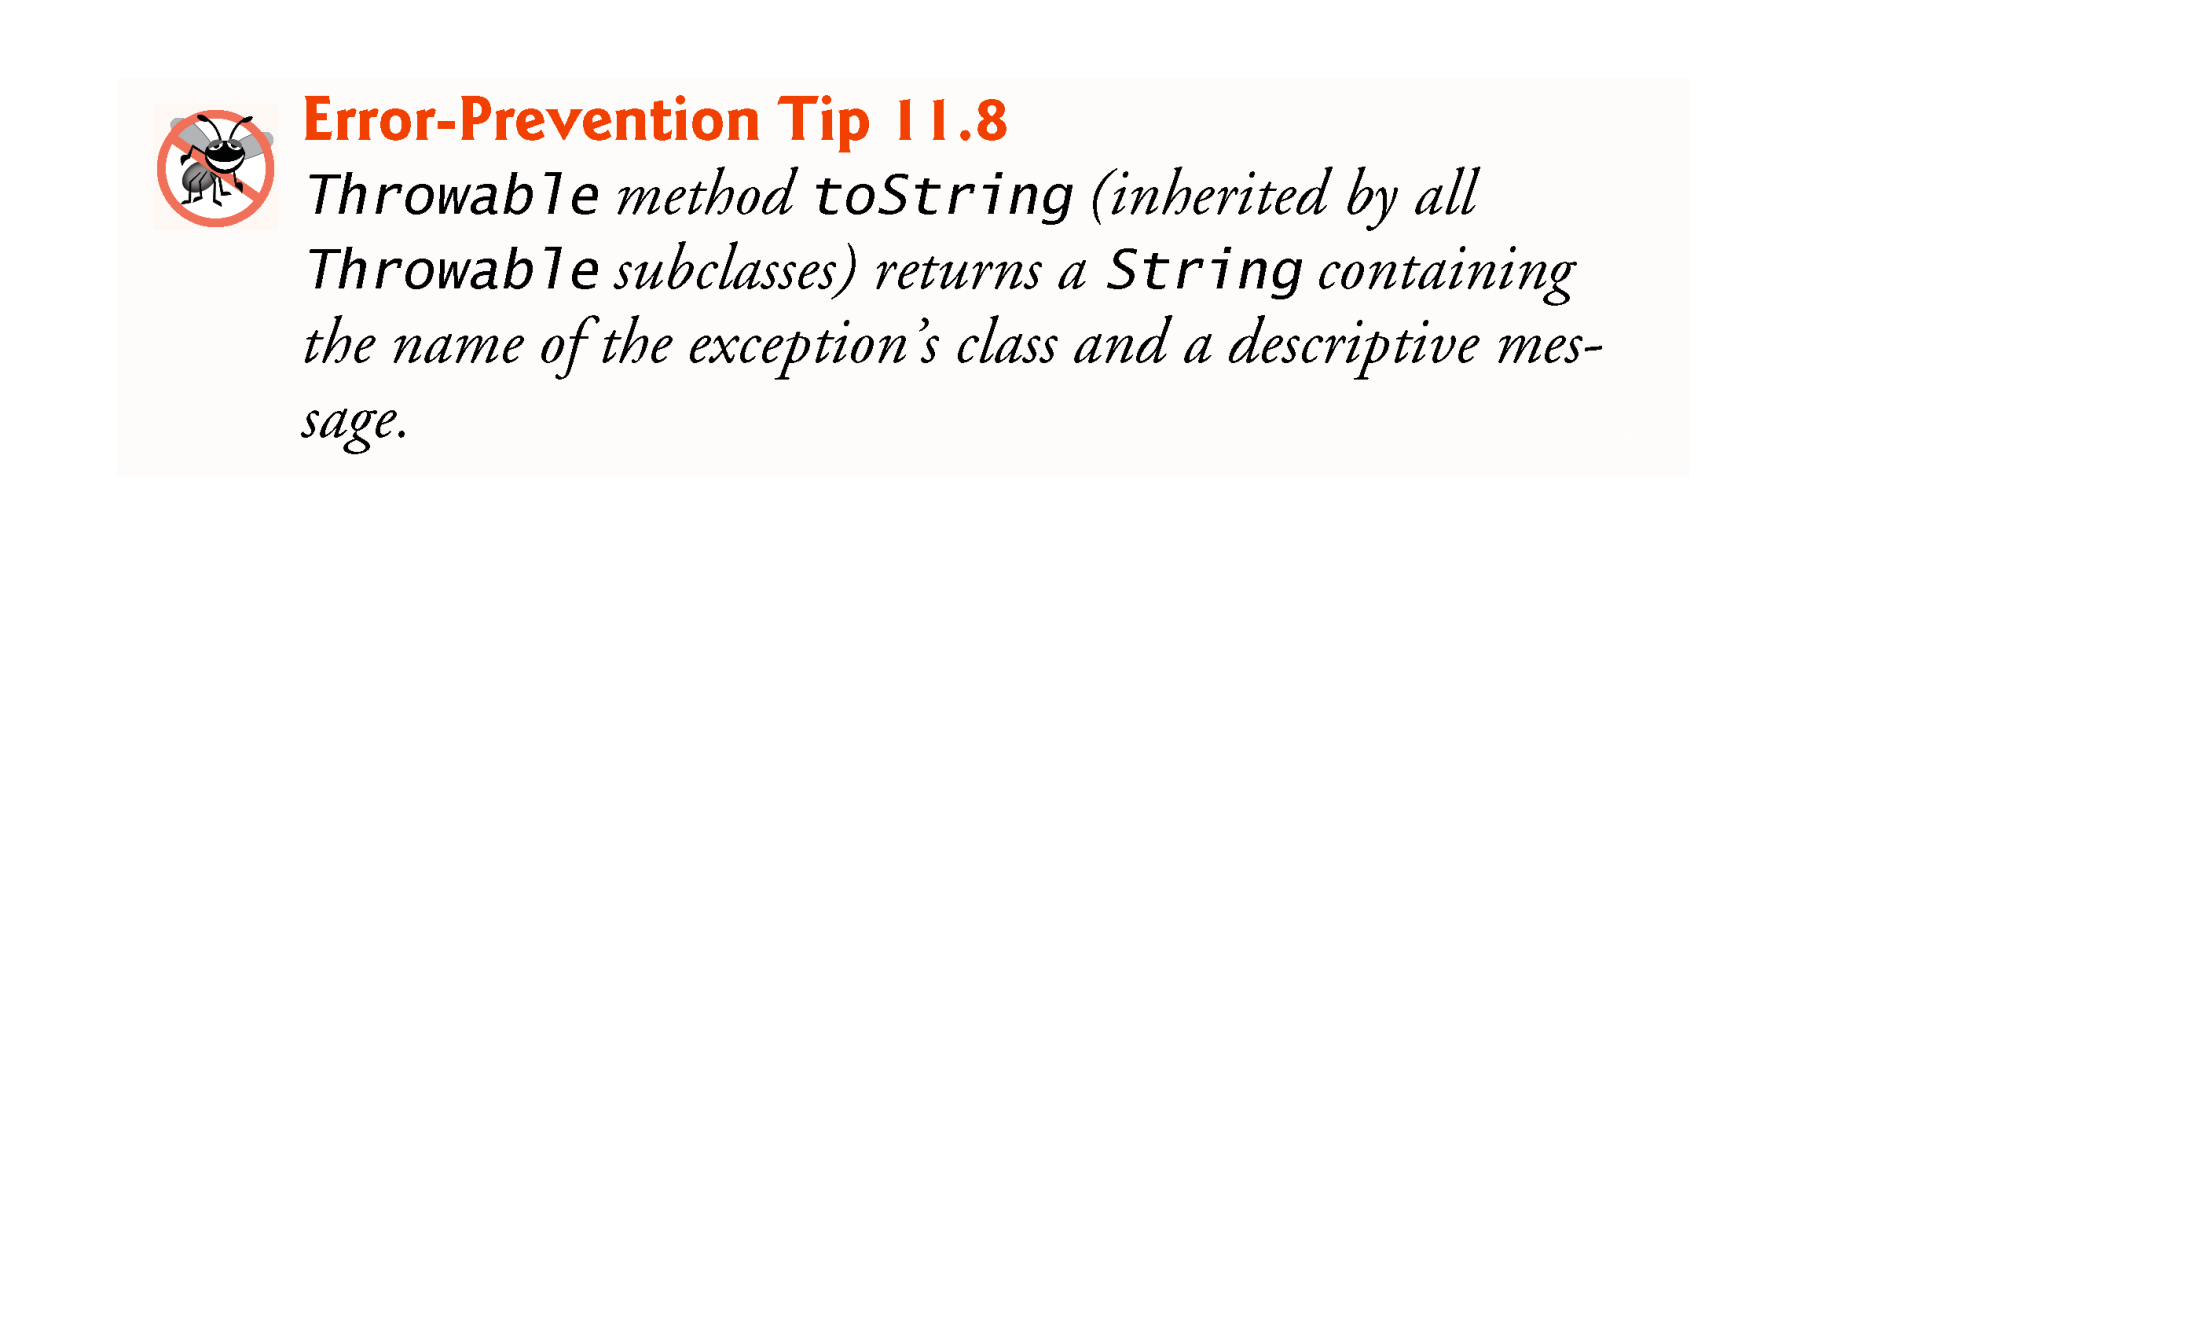 Error-Prevention Tip 11.8
Throwable method toString (inherited by all
Throwable subclasses) returns a String containing
the name of the exception’s class and a descriptive mes-
sage.